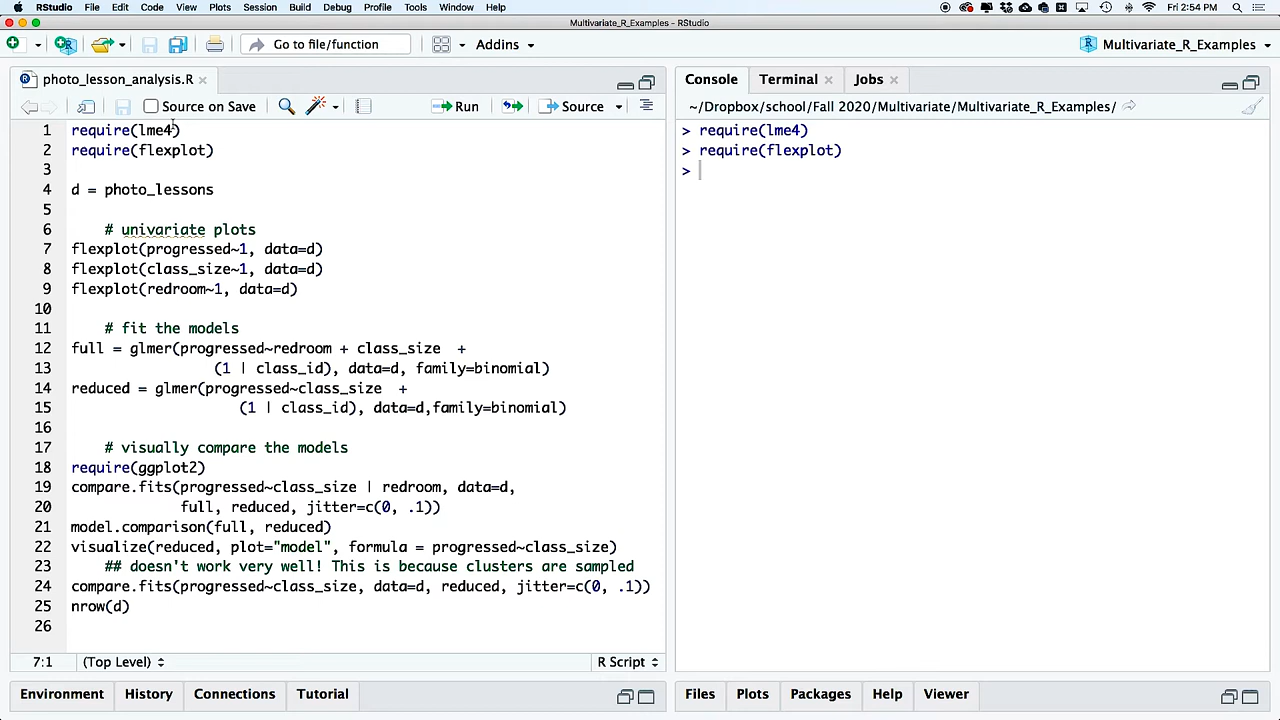 RStudio File Edit Code View Plots Session Build Debug Profile Tools Window Help Fri 2:54 PM
Multivariate_R_Examples - RStudio
Go to file/function Addins Multivariate_R_Examples
photo_lesson_analysis.R
Source on Save Run Source
1 require(lme4)
2 require(flexplot)
3
4 d = photo_lessons
5
6 # univariate plots
7 flexplot(progressed~1, data=d)
8 flexplot(class_size~1, data=d)
9 flexplot(redroom~1, data=d)
10
11 # fit the models
12 full = glmer(progressed~redroom + class_size +
13 (1 | class_id), data=d, family=binomial)
14 reduced = glmer(progressed~class_size +
15 (1 | class_id), data=d,family=binomial)
16
17 # visually compare the models
18 require(ggplot2)
19 compare.fits(progressed~class_size | redroom, data=d,
20 full, reduced, jitter=c(0, .1))
21 model.comparison(full, reduced)
22 visualize(reduced, plot="model", formula = progressed~class_size)
23 ## doesn't work very well! This is because clusters are sampled
24 compare.fits(progressed~class_size, data=d, reduced, jitter=c(0, .1))
25 nrow(d)
26
7:1 (Top Level) R Script
Environment History Connections Tutorial
Console Terminal Jobs
~/Dropbox/school/Fall 2020/Multivariate/Multivariate_R_Examples/
> require(lme4)
> require(flexplot)
>
Files Plots Packages Help Viewer